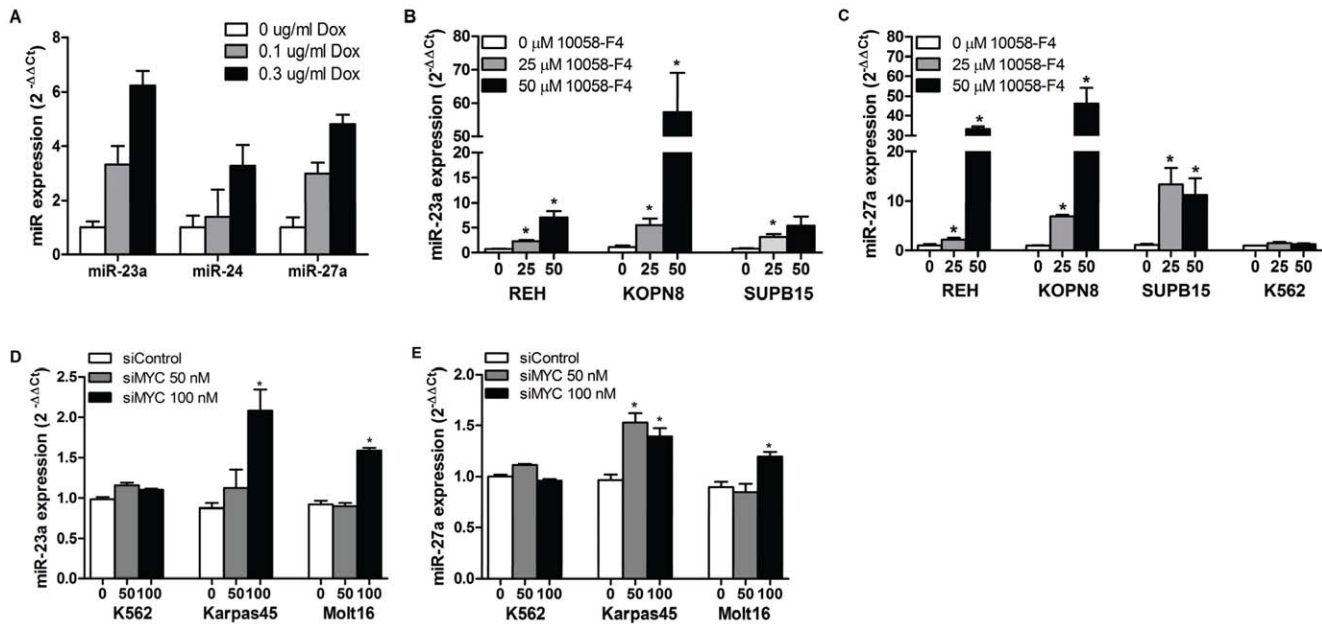 A
miR expression (2 -ΔΔCt)
8
6
4
2
0
0 ug/ml Dox
0.1 ug/ml Dox
0.3 ug/ml Dox
miR-23a miR-24 miR-27a
B
miR-23a expression (2 -ΔΔCt)
80
70
60
50
20
15
10
5
0
0 μM 10058-F4
25 μM 10058-F4
50 μM 10058-F4
* * * * *
0 25 50 0 25 50 0 25 50
REH KOPN8 SUPB15
C
miR-27a expression (2 -ΔΔCt)
80
70
60
50
40
30
20
15
10
5
0
0 μM 10058-F4
25 μM 10058-F4
50 μM 10058-F4
* * * * * *
0 25 50 0 25 50 0 25 50 0 25 50
REH KOPN8 SUPB15 K562
D
miR-23a expression (2 -ΔΔCt)
2.5
2.0
1.5
1.0
0.5
0.0
siControl
siMYC 50 nM
siMYC 100 nM
* *
0 50 100 0 50 100 0 50 100
K562 Karpas45 Molt16
E
miR-27a expression (2 -ΔΔCt)
2.0
1.5
1.0
0.5
0.0
siControl
siMYC 50 nM
siMYC 100 nM
* * *
0 50 100 0 50 100 0 50 100
K562 Karpas45 Molt16